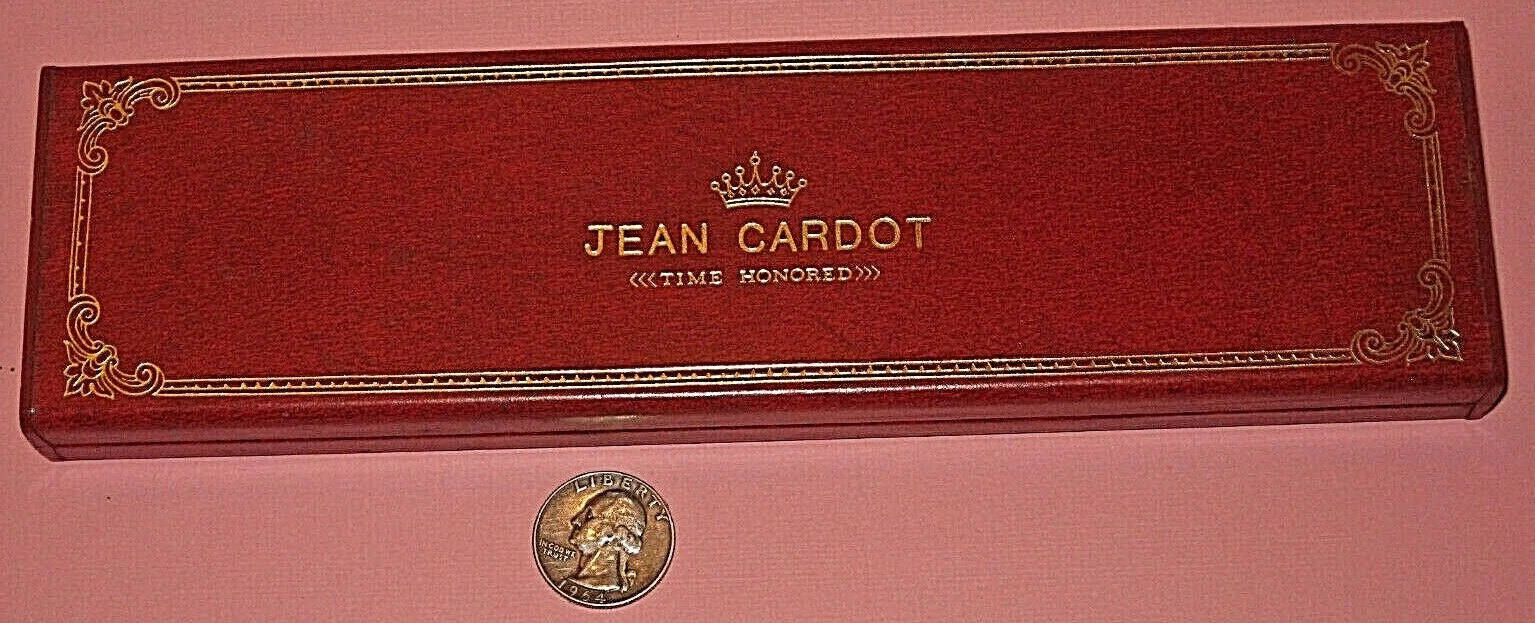 JEAN CARDOT
<<<TIME HONORED>>>
LIBERTY
IN GOD WE
TRUST
1964